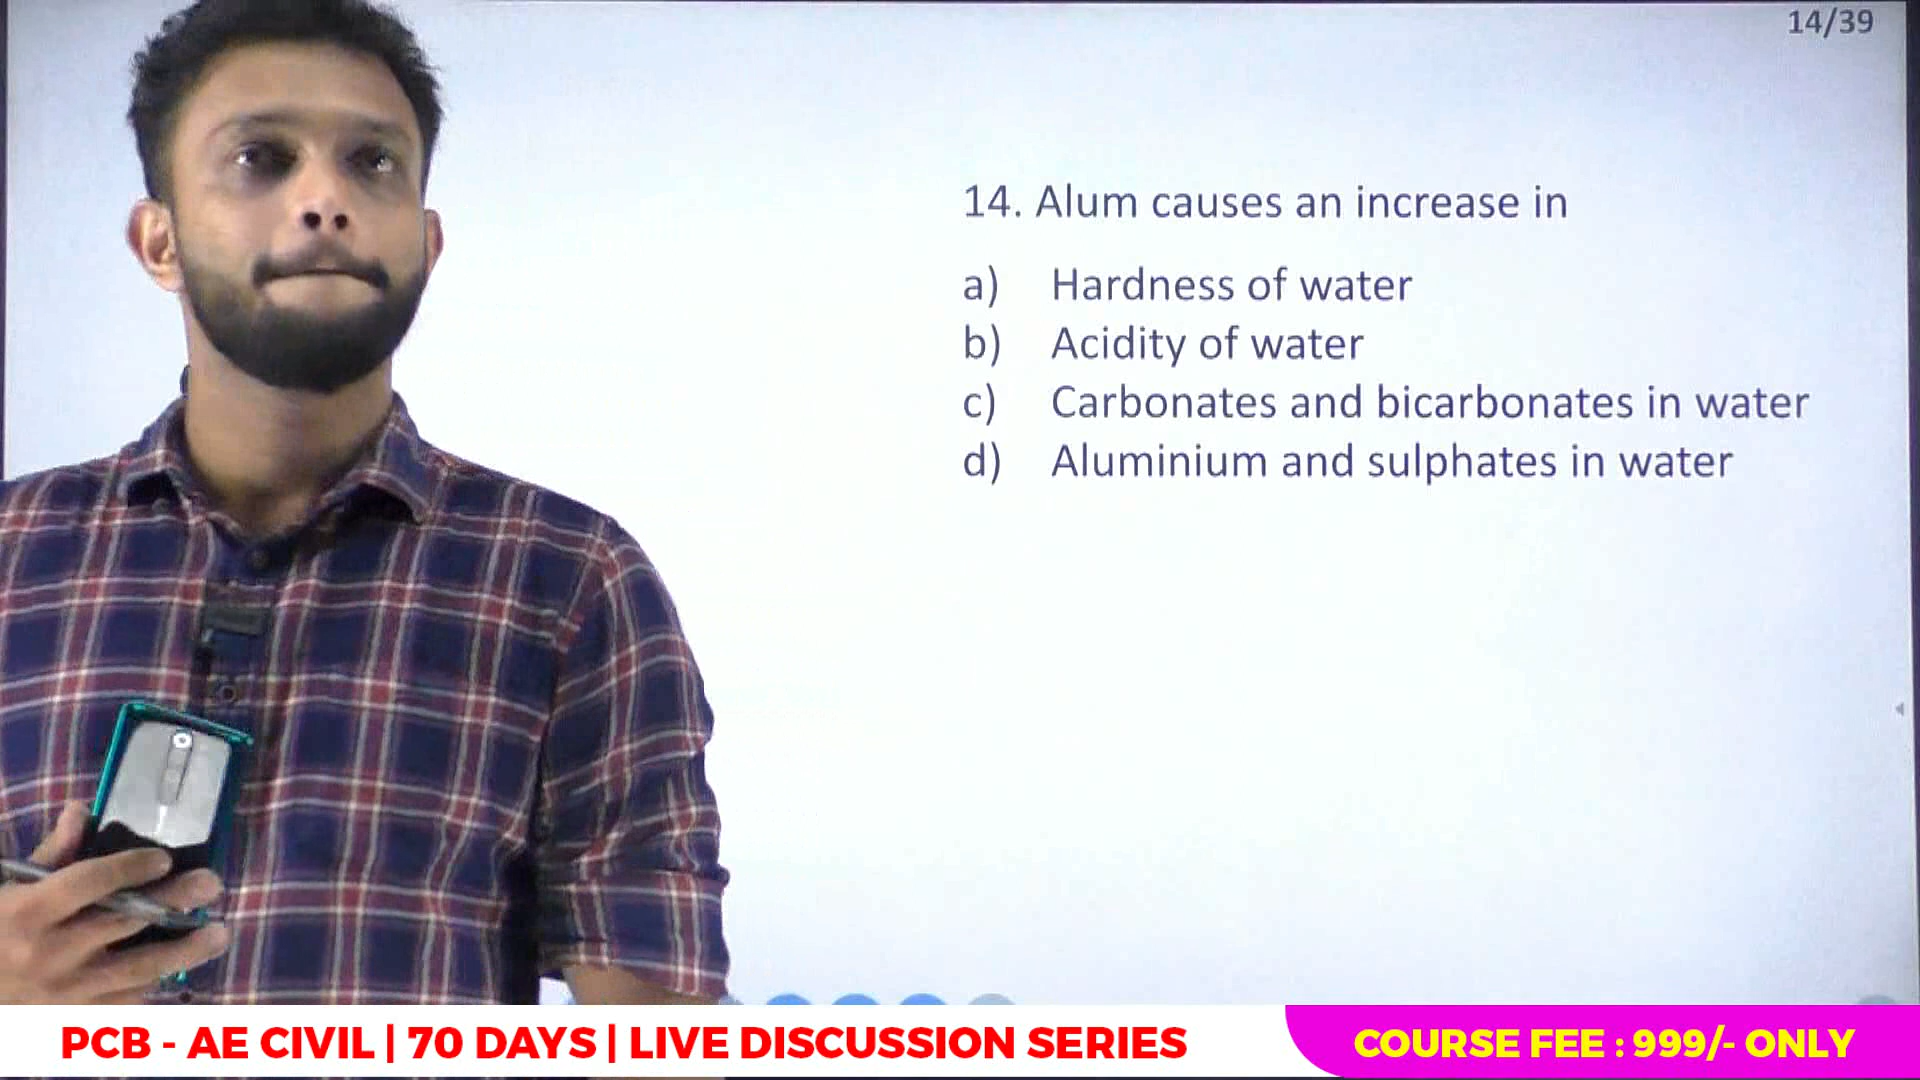 14/39
14. Alum causes an increase in
a) Hardness of water
b) Acidity of water
c) Carbonates and bicarbonates in water
d) Aluminium and sulphates in water
PCB - AE CIVIL | 70 DAYS | LIVE DISCUSSION SERIES
COURSE FEE : 999/- ONLY